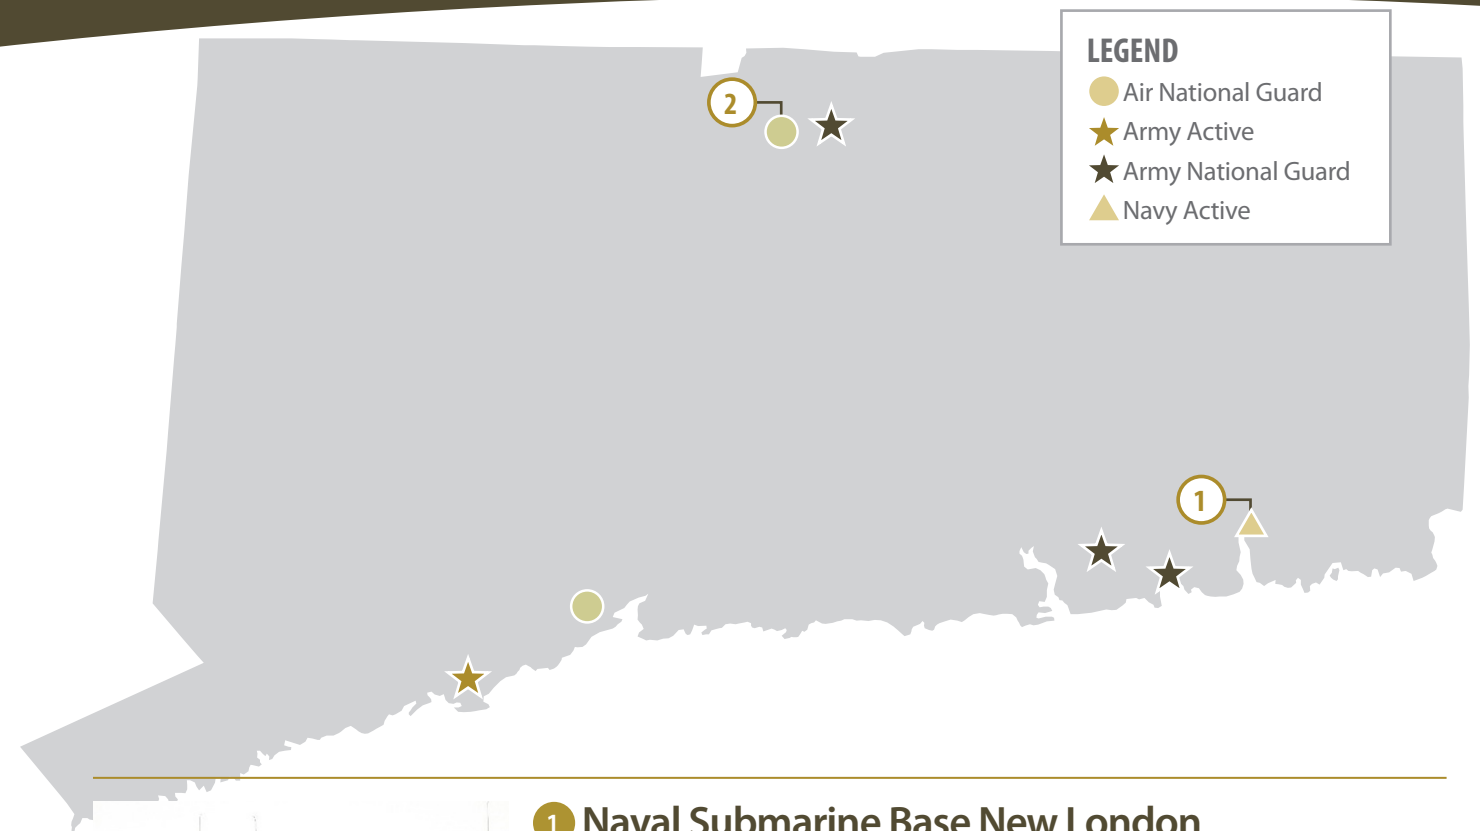 LEGEND
Air National Guard
Army Active
Army National Guard
Navy Active
2
1
1 Naval Submarine Base New London